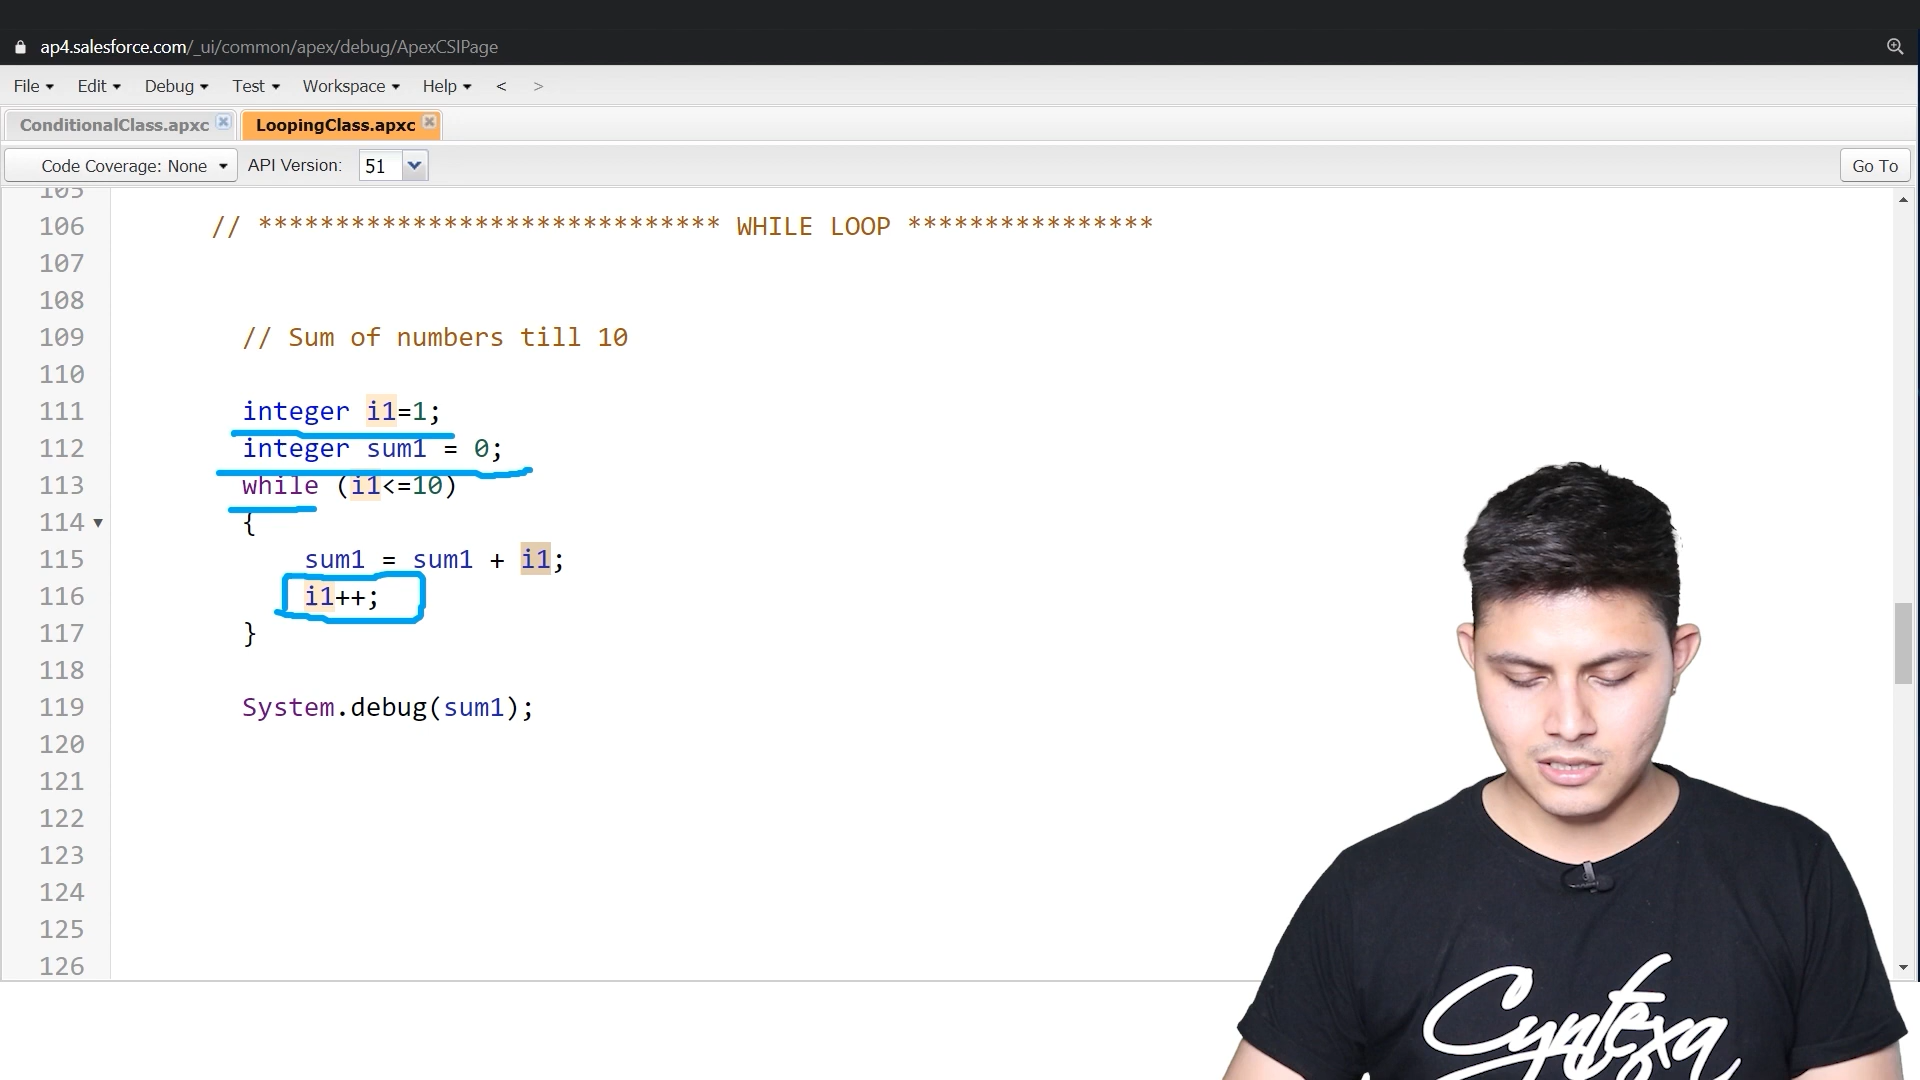 ap4.salesforce.com/_ui/common/apex/debug/ApexCSIPage
File Edit Debug Test Workspace Help < >
ConditionalClass.apxc LoopingClass.apxc
Code Coverage: None API Version: 51 Go To
105
106 // ****************************** WHILE LOOP ****************
107
108
109 // Sum of numbers till 10
110
111 integer i1=1;
112 integer sum1 = 0;
113 while (i1<=10)
114 {
115 sum1 = sum1 + i1;
116 i1++;
117 }
118
119 System.debug(sum1);
120
121
122
123
124
125
126
Cyntexa